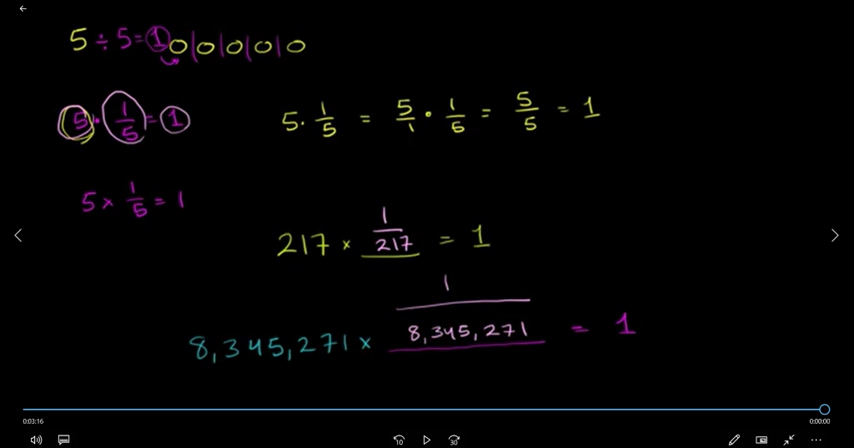 5 ÷ 5 = 1 0|0|0|0|0
5 · 1/5 = 1
5 · 1/5 = 5/1 · 1/5 = 5/5 = 1
5 × 1/5 = 1
217 × 1/217 = 1
8,345,271 × 1/8,345,271 = 1
0:03:16
0:00:00
10
30